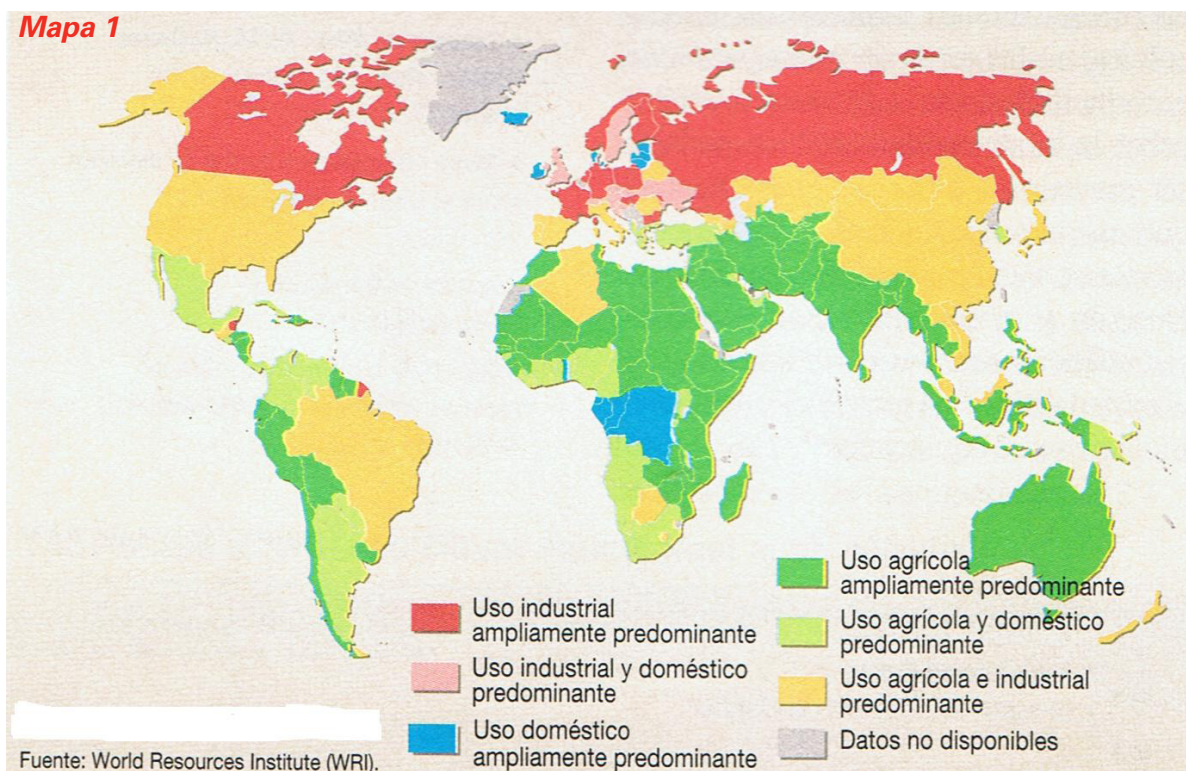 Mapa 1
Uso industrial
ampliamente predominante
Uso industrial y doméstico
predominante
Uso doméstico
ampliamente predominante
Uso agrícola
ampliamente predominante
Uso agrícola y doméstico
predominante
Uso agrícola e industrial
predominante
Datos no disponibles
Fuente: World Resources Institute (WRI).